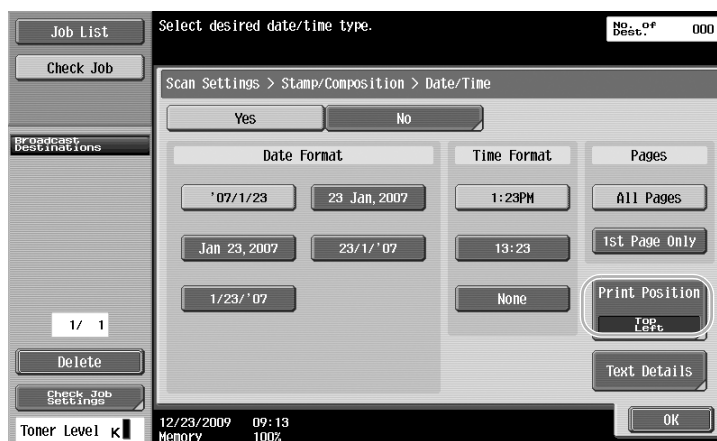 Job List
Check Job
Broadcast
Destinations
1/ 1
Delete
Check Job
Settings
Toner Level K
Select desired date/time type.
No. of
Dest. 000
Scan Settings > Stamp/Composition > Date/Time
Yes No
Date Format Time Format Pages
'07/1/23 23 Jan,2007 1:23PM All Pages
Jan 23,2007 23/1/'07 13:23 1st Page Only
1/23/'07 None Print Position
Top
Left
Text Details
12/23/2009 09:13
Memory 100%
OK